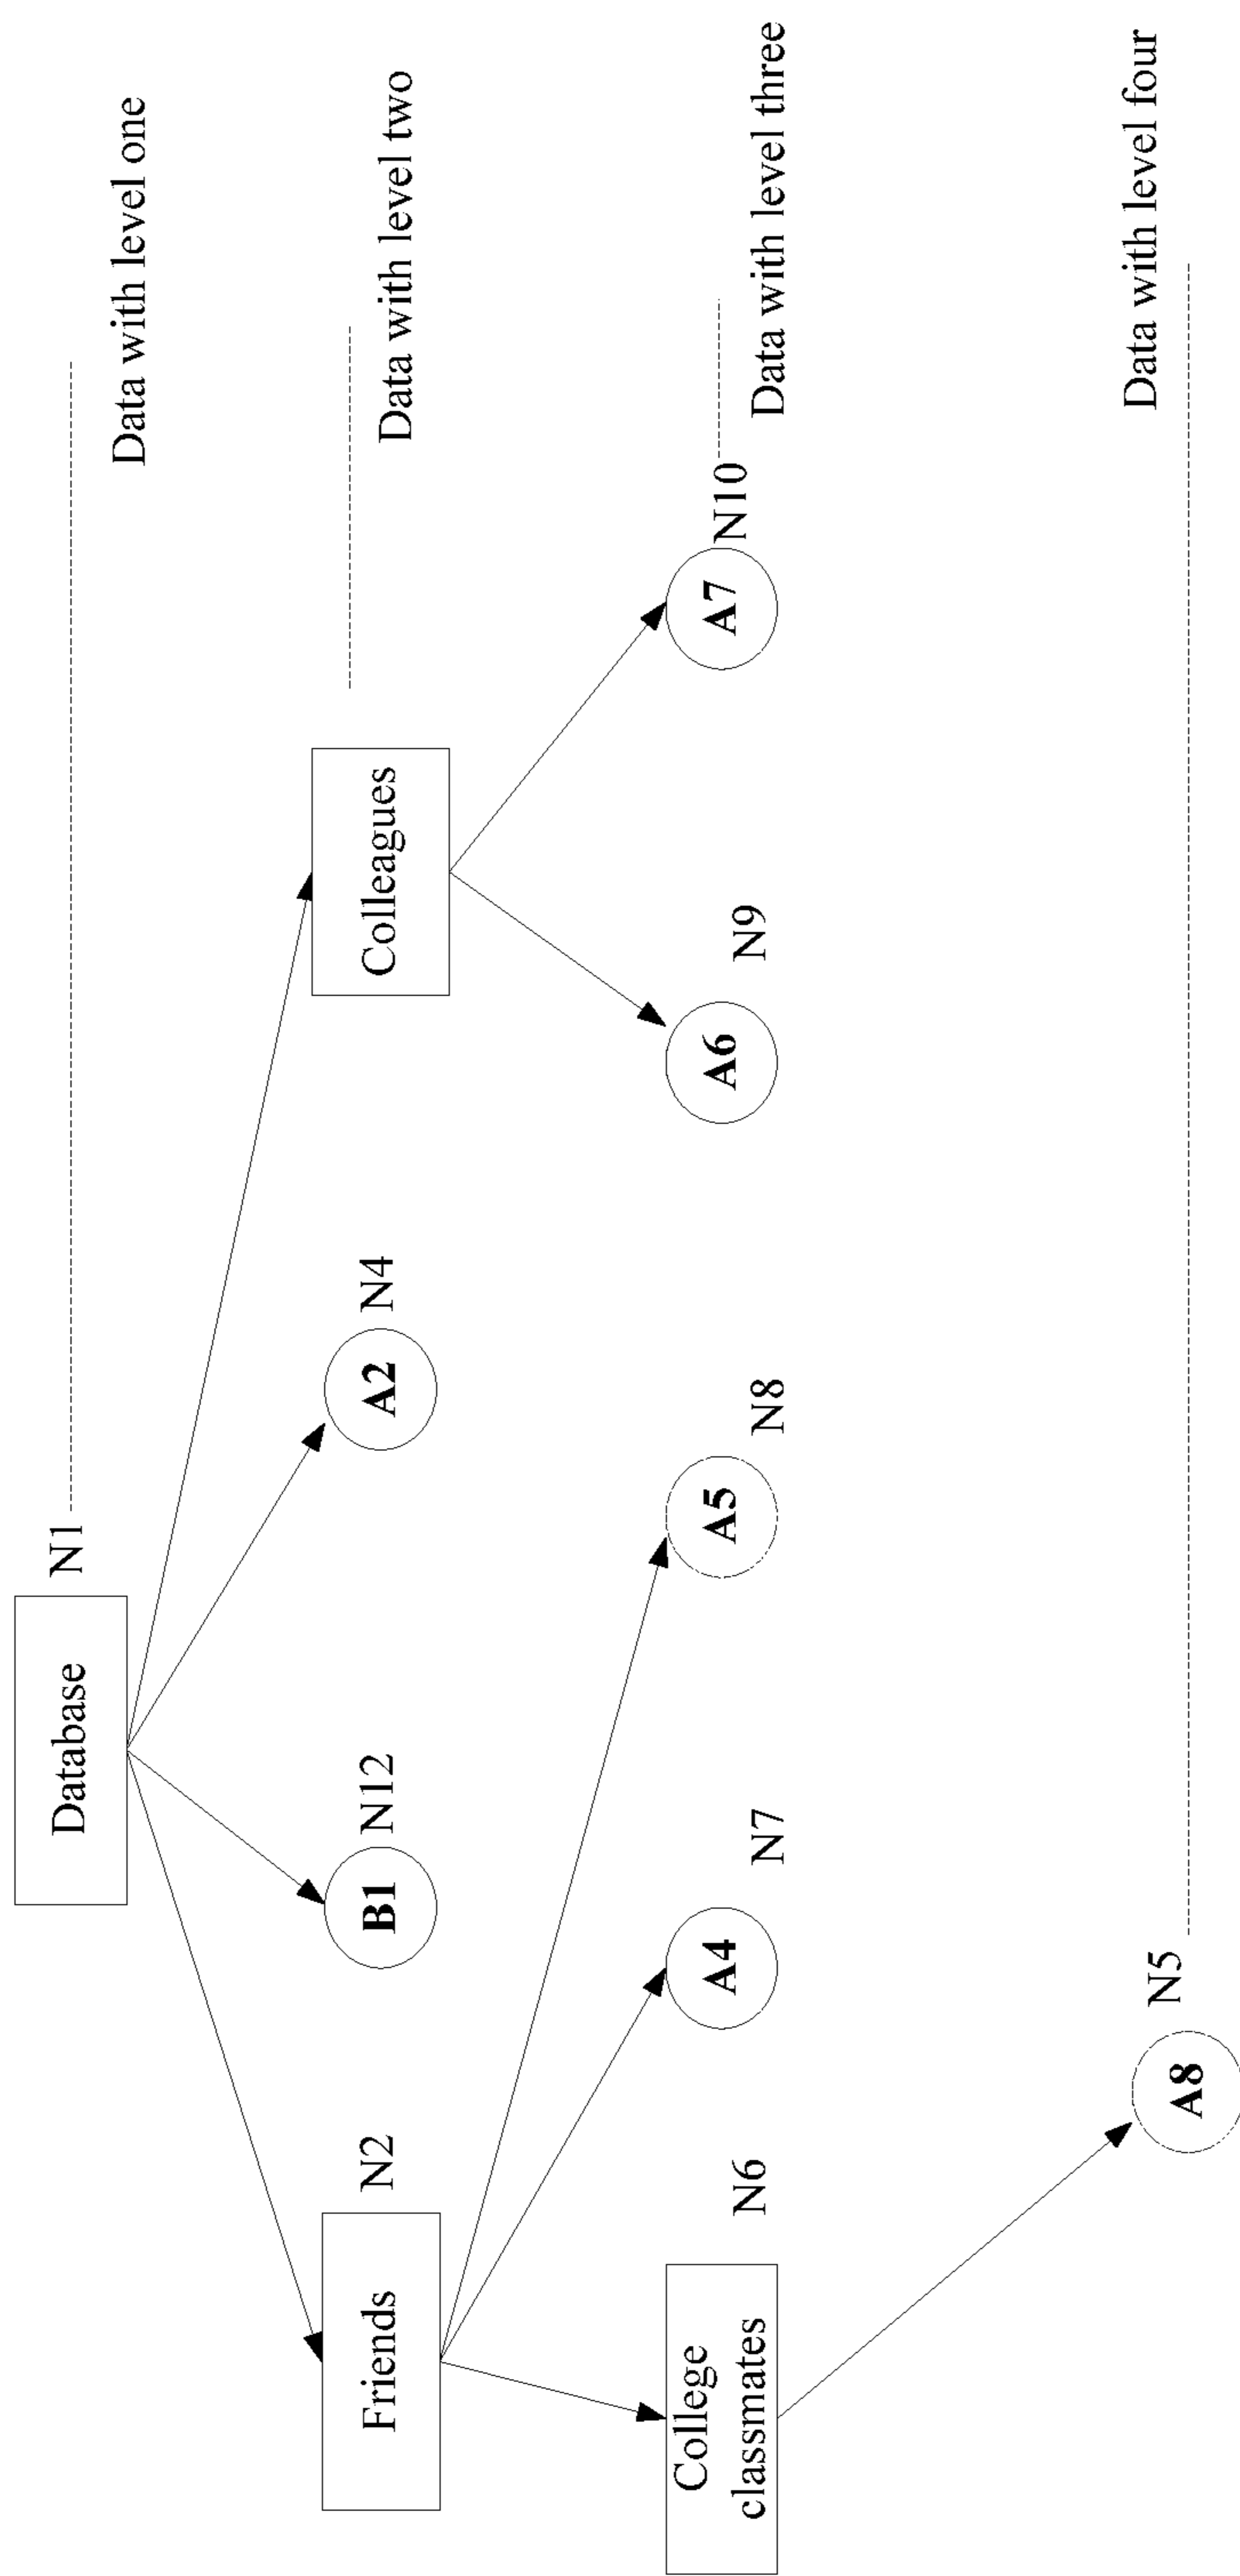 Database
N1
Data with level one
Friends
N2
B1
N12
A2
N4
Colleagues
Data with level two
College
classmates
N6
A4
N7
A5
N8
A6
N9
A7
N10
Data with level three
A8
N5
Data with level four